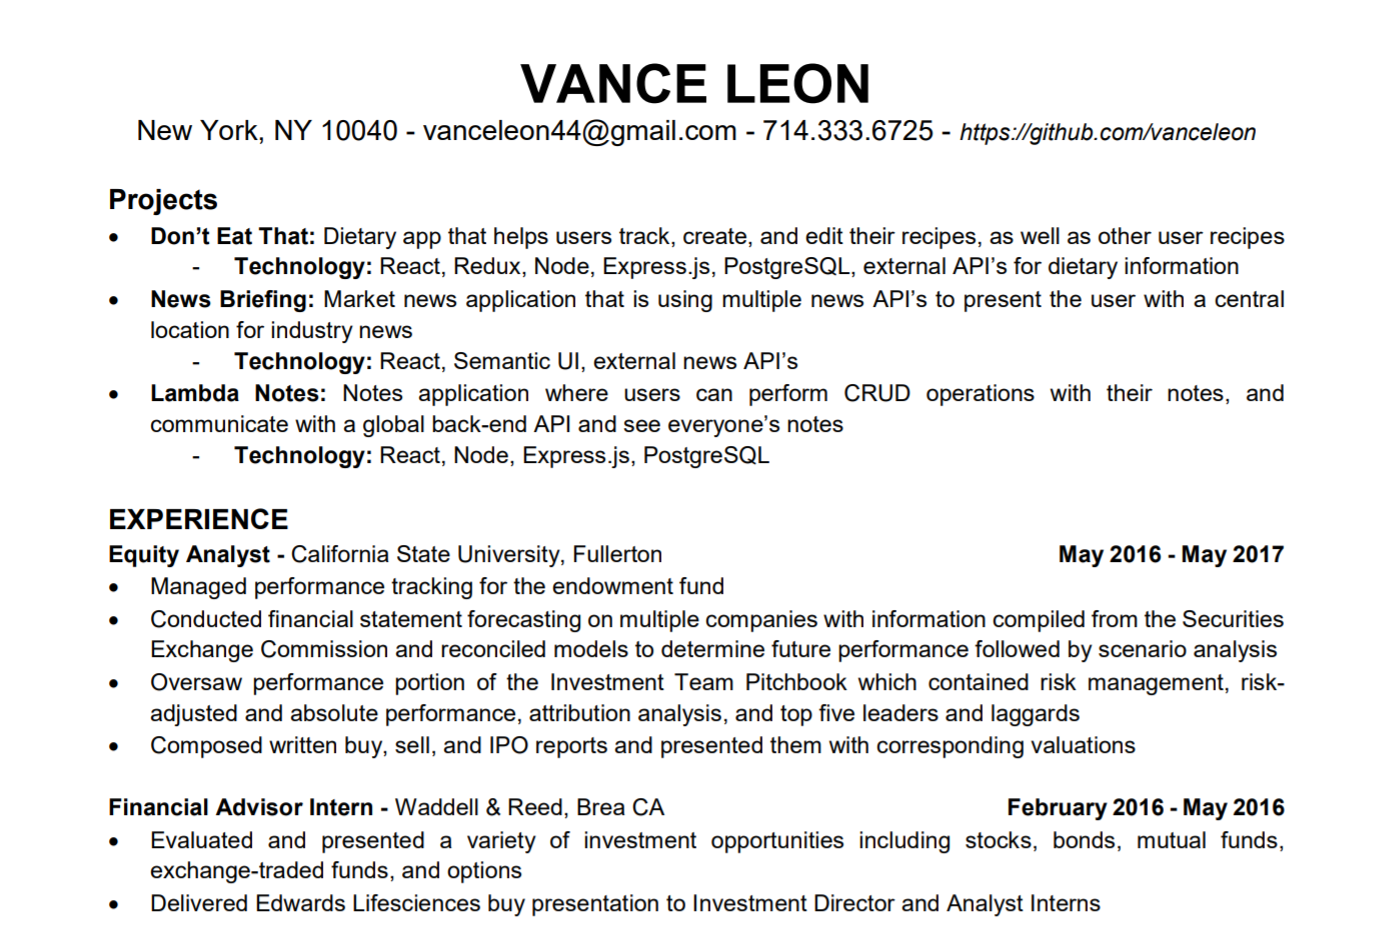 VANCE LEON
New York, NY 10040 - vanceleon44@gmail.com - 714.333.6725 - https://github.com/vanceleon
Projects
• Don’t Eat That: Dietary app that helps users track, create, and edit their recipes, as well as other user recipes
- Technology: React, Redux, Node, Express.js, PostgreSQL, external API’s for dietary information
• News Briefing: Market news application that is using multiple news API’s to present the user with a central
location for industry news
- Technology: React, Semantic UI, external news API’s
• Lambda Notes: Notes application where users can perform CRUD operations with their notes, and
communicate with a global back-end API and see everyone’s notes
- Technology: React, Node, Express.js, PostgreSQL
EXPERIENCE
Equity Analyst - California State University, Fullerton May 2016 - May 2017
• Managed performance tracking for the endowment fund
• Conducted financial statement forecasting on multiple companies with information compiled from the Securities
Exchange Commission and reconciled models to determine future performance followed by scenario analysis
• Oversaw performance portion of the Investment Team Pitchbook which contained risk management, risk-
adjusted and absolute performance, attribution analysis, and top five leaders and laggards
• Composed written buy, sell, and IPO reports and presented them with corresponding valuations
Financial Advisor Intern - Waddell & Reed, Brea CA February 2016 - May 2016
• Evaluated and presented a variety of investment opportunities including stocks, bonds, mutual funds,
exchange-traded funds, and options
• Delivered Edwards Lifesciences buy presentation to Investment Director and Analyst Interns